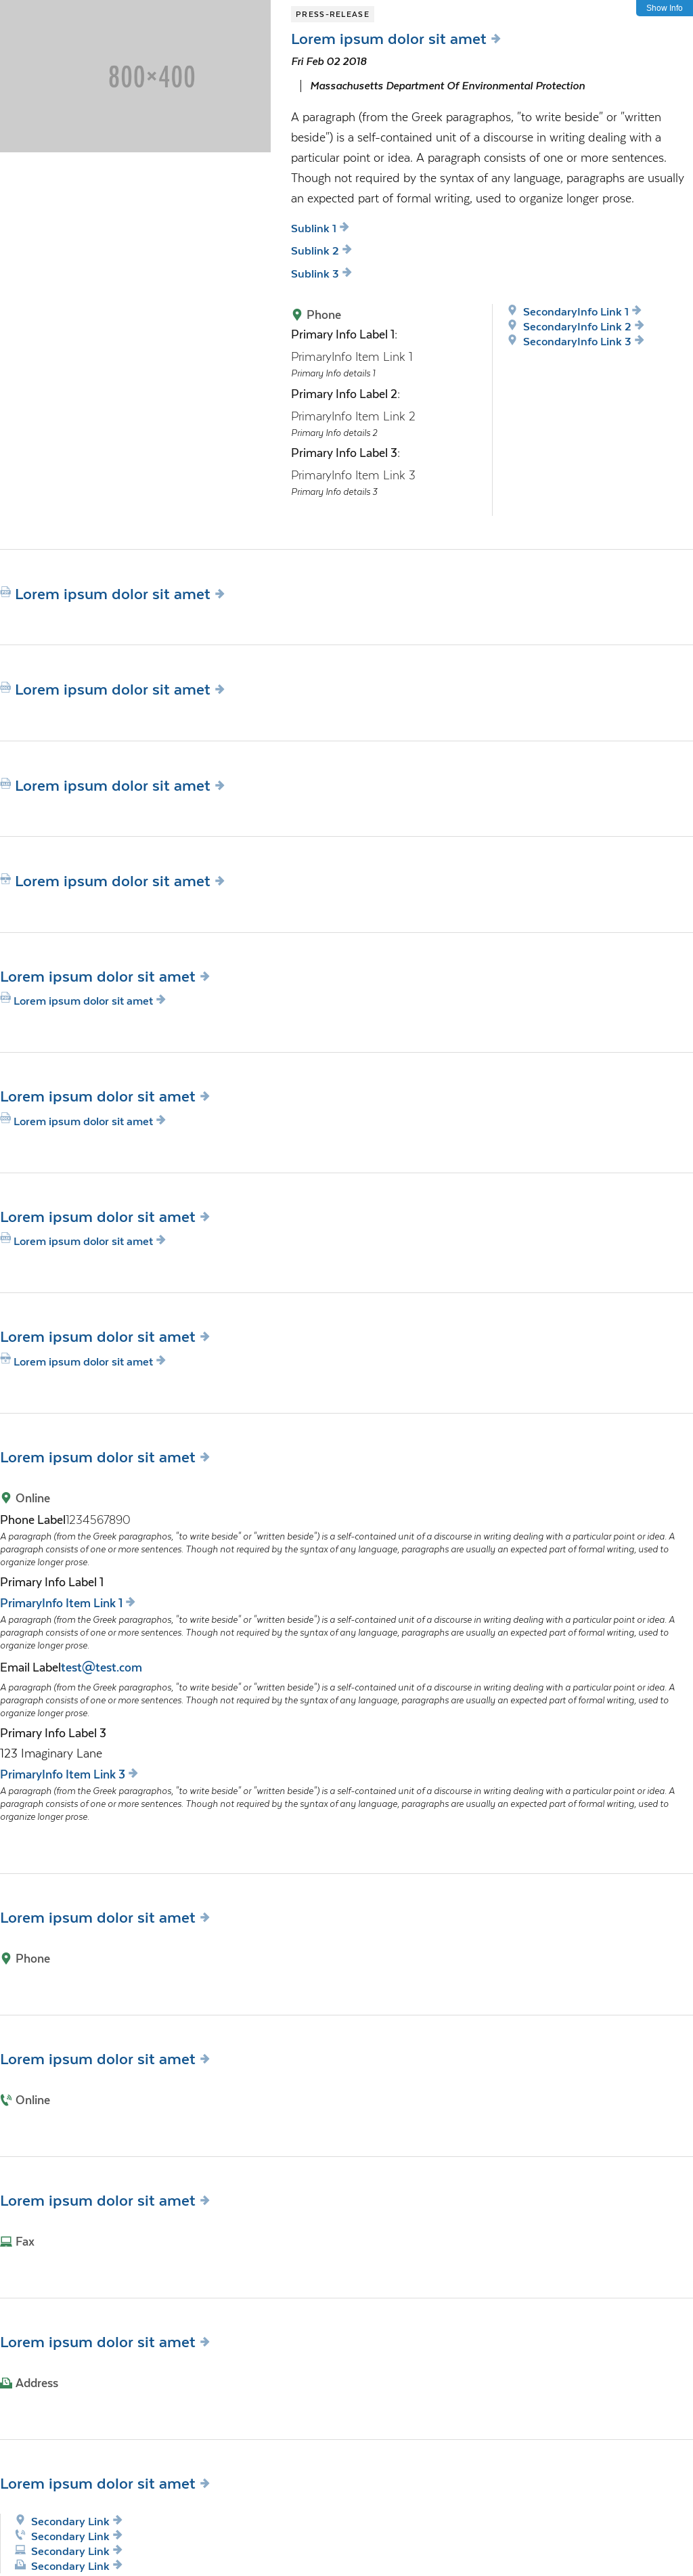 Show Info
800×400
PRESS-RELEASE
Lorem ipsum dolor sit amet
Fri Feb 02 2018
Massachusetts Department Of Environmental Protection
A paragraph (from the Greek paragraphos, "to write beside" or "written
beside") is a self-contained unit of a discourse in writing dealing with a
particular point or idea. A paragraph consists of one or more sentences.
Though not required by the syntax of any language, paragraphs are usually
an expected part of formal writing, used to organize longer prose.
Sublink 1
Sublink 2
Sublink 3
Phone
Primary Info Label 1:
PrimaryInfo Item Link 1
Primary Info details 1
Primary Info Label 2:
PrimaryInfo Item Link 2
Primary Info details 2
Primary Info Label 3:
PrimaryInfo Item Link 3
Primary Info details 3
SecondaryInfo Link 1
SecondaryInfo Link 2
SecondaryInfo Link 3
Lorem ipsum dolor sit amet
Lorem ipsum dolor sit amet
Lorem ipsum dolor sit amet
Lorem ipsum dolor sit amet
Lorem ipsum dolor sit amet
Lorem ipsum dolor sit amet
Lorem ipsum dolor sit amet
Lorem ipsum dolor sit amet
Lorem ipsum dolor sit amet
Lorem ipsum dolor sit amet
Lorem ipsum dolor sit amet
Lorem ipsum dolor sit amet
Lorem ipsum dolor sit amet
Online
Phone Label1234567890
A paragraph (from the Greek paragraphos, "to write beside" or "written beside") is a self-contained unit of a discourse in writing dealing with a particular point or idea. A
paragraph consists of one or more sentences. Though not required by the syntax of any language, paragraphs are usually an expected part of formal writing, used to
organize longer prose.
Primary Info Label 1
PrimaryInfo Item Link 1
A paragraph (from the Greek paragraphos, "to write beside" or "written beside") is a self-contained unit of a discourse in writing dealing with a particular point or idea. A
paragraph consists of one or more sentences. Though not required by the syntax of any language, paragraphs are usually an expected part of formal writing, used to
organize longer prose.
Email Labeltest@test.com
A paragraph (from the Greek paragraphos, "to write beside" or "written beside") is a self-contained unit of a discourse in writing dealing with a particular point or idea. A
paragraph consists of one or more sentences. Though not required by the syntax of any language, paragraphs are usually an expected part of formal writing, used to
organize longer prose.
Primary Info Label 3
123 Imaginary Lane
PrimaryInfo Item Link 3
A paragraph (from the Greek paragraphos, "to write beside" or "written beside") is a self-contained unit of a discourse in writing dealing with a particular point or idea. A
paragraph consists of one or more sentences. Though not required by the syntax of any language, paragraphs are usually an expected part of formal writing, used to
organize longer prose.
Lorem ipsum dolor sit amet
Phone
Lorem ipsum dolor sit amet
Online
Lorem ipsum dolor sit amet
Fax
Lorem ipsum dolor sit amet
Address
Lorem ipsum dolor sit amet
Secondary Link
Secondary Link
Secondary Link
Secondary Link